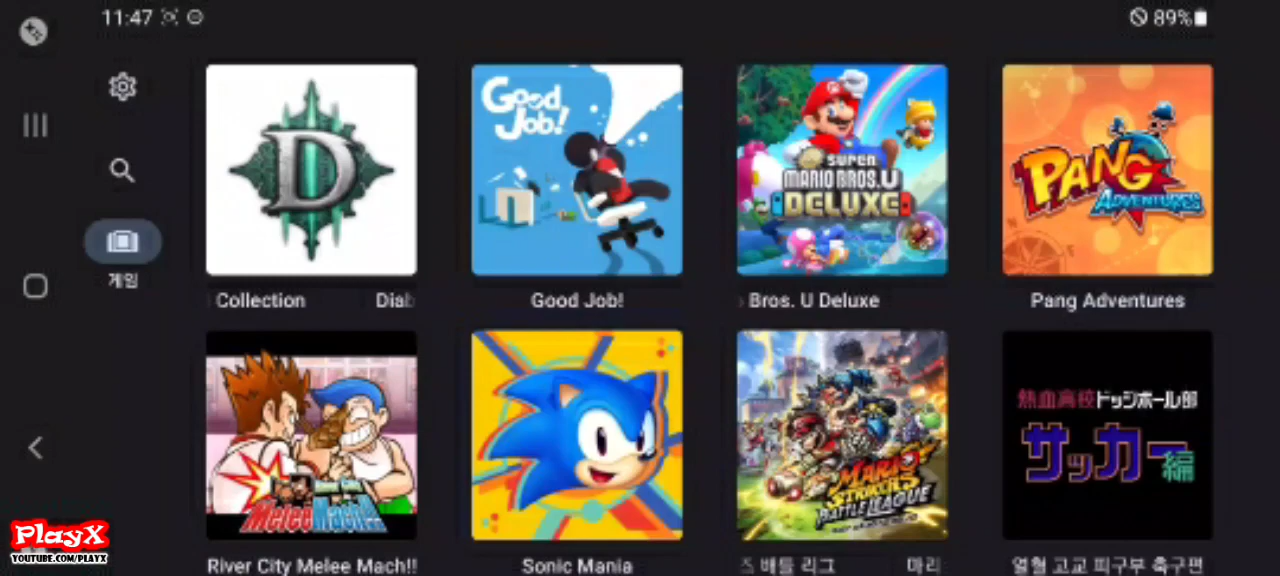 11:47
89%
게임
D
Good
Job!
SUPER
MARIO BROS. U
DELUXE
PANG
ADVENTURES
Collection Diab
Good Job!
Bros. U Deluxe
Pang Adventures
River City
MeleeMach!!
MARIO
STRIKERS
BATTLE LEAGUE
熱血高校ドッジボール部
サッカー編
River City Melee Mach!!
Sonic Mania
즈 배틀 리그 마리
열혈 고교 피구부 축구편
PlayX
YOUTUBE.COM/PLAYX